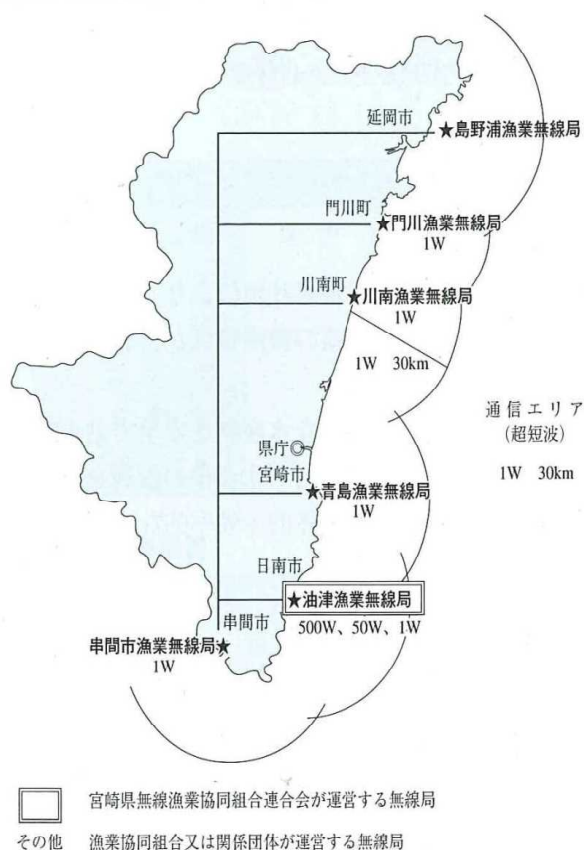 延岡市
★島野浦漁業無線局
門川町
★門川漁業無線局
1W
川南町
★川南漁業無線局
1W
1W 30km
通信エリア
(超短波)
1W 30km
県庁◎
宮崎市
★青島漁業無線局
1W
日南市
★油津漁業無線局
500W、50W、1W
串間市
串間市漁業無線局★
1W
宮崎県無線漁業協同組合連合会が運営する無線局
その他 漁業協同組合又は関係団体が運営する無線局